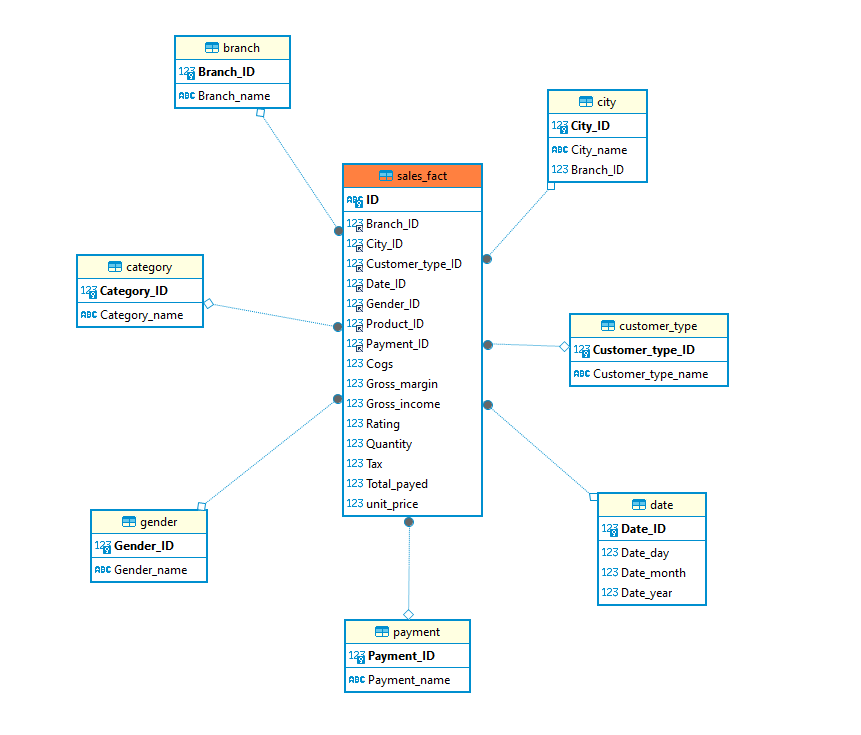 branch
123 Branch_ID
ABC Branch_name
city
123 City_ID
ABC City_name
123 Branch_ID
sales_fact
ABC ID
123 Branch_ID
123 City_ID
123 Customer_type_ID
123 Date_ID
123 Gender_ID
123 Product_ID
123 Payment_ID
123 Cogs
123 Gross_margin
123 Gross_income
123 Rating
123 Quantity
123 Tax
123 Total_payed
123 unit_price
category
123 Category_ID
ABC Category_name
customer_type
123 Customer_type_ID
ABC Customer_type_name
gender
123 Gender_ID
ABC Gender_name
date
123 Date_ID
123 Date_day
123 Date_month
123 Date_year
payment
123 Payment_ID
ABC Payment_name